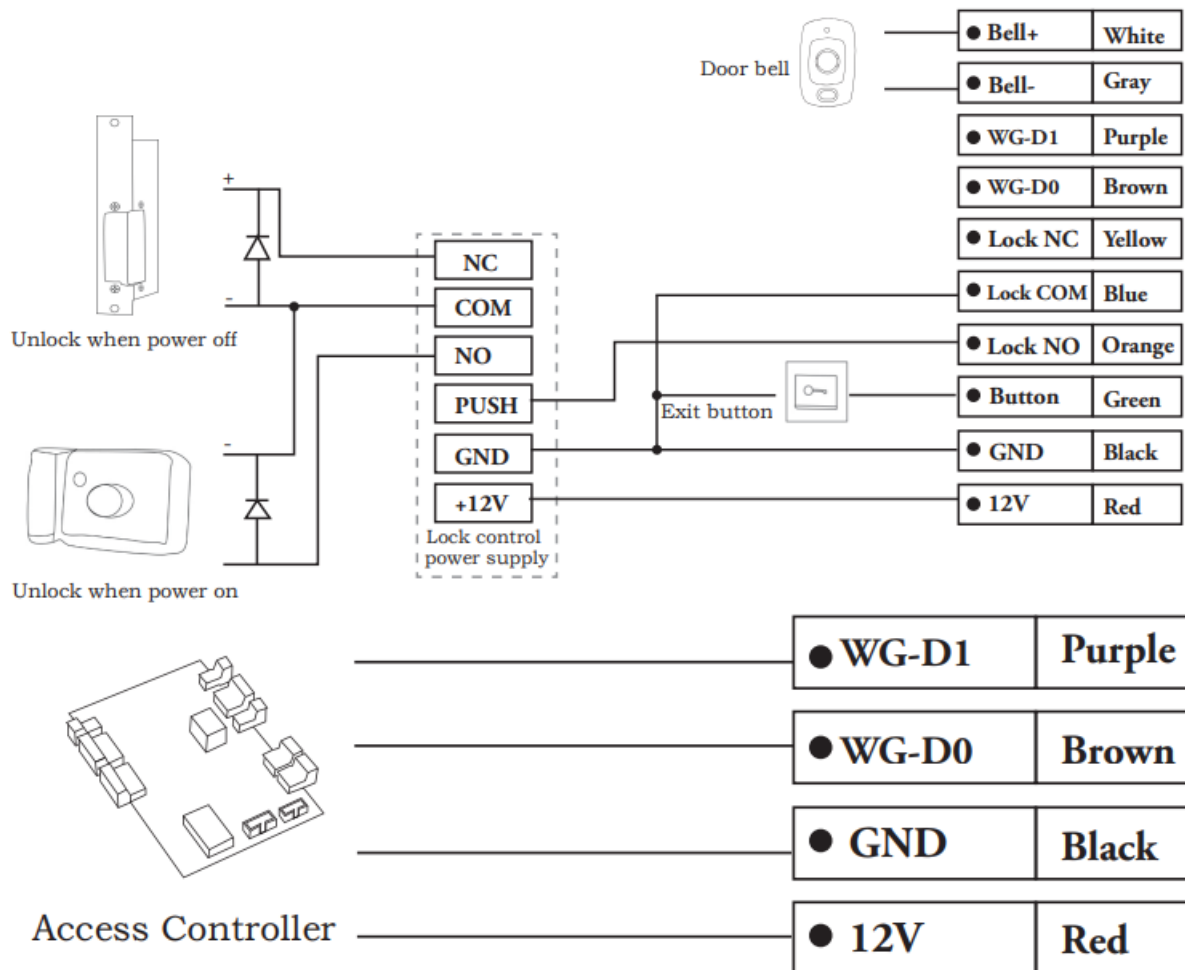 Bell+ White
Door bell
Bell- Gray
WG-D1 Purple
+
WG-D0 Brown
Lock NC Yellow
NC
Lock COM Blue
-
COM
Unlock when power off
Lock NO Orange
NO
Button Green
PUSH
Exit button
-
GND
GND Black
+12V
12V Red
Lock control
power supply
Unlock when power on
WG-D1 Purple
WG-D0 Brown
GND Black
Access Controller
12V Red